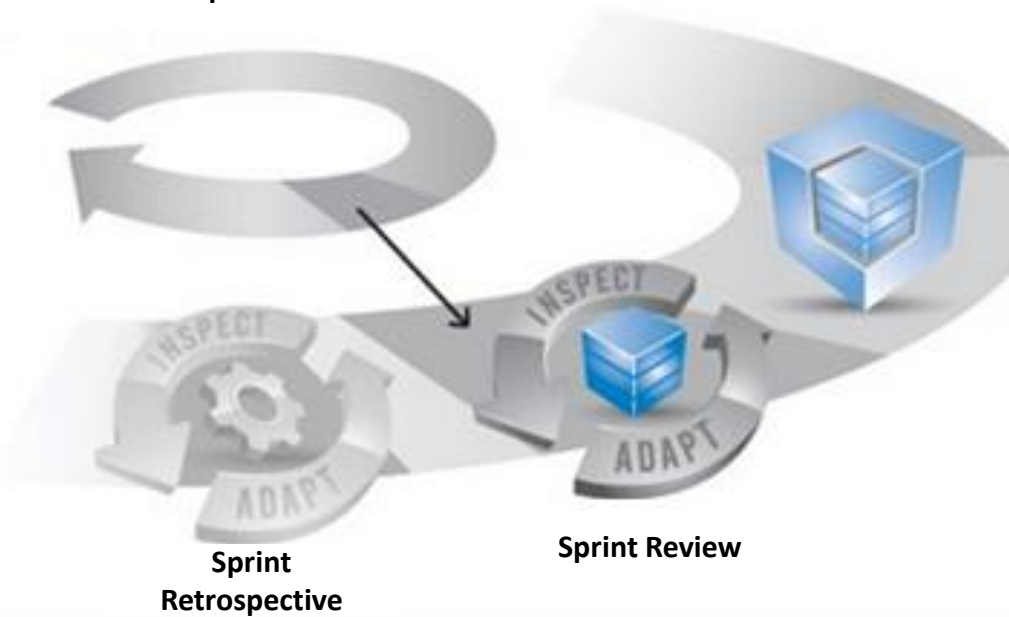 INSPECT
ADAPT
INSPECT
ADAPT
Sprint
Retrospective
Sprint Review